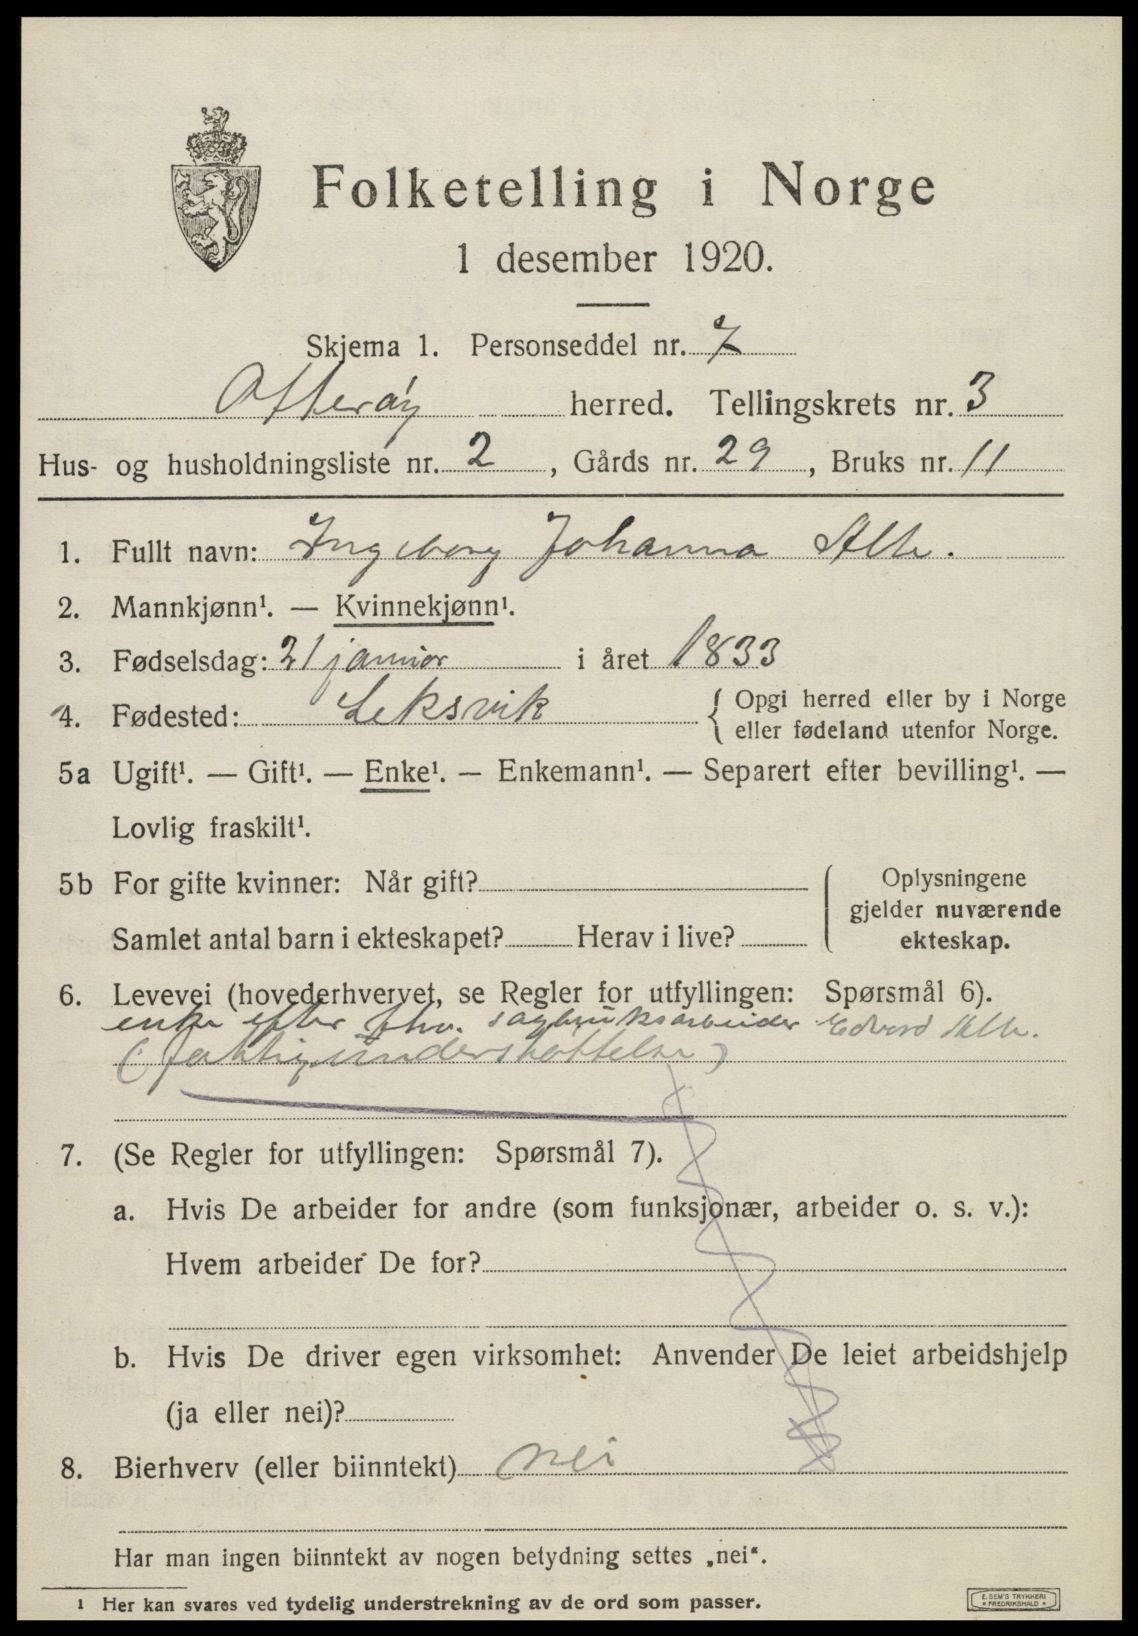 Folketelling i Norge
1 desember 1920.
Skjema 1. Personseddel nr. 7
Otterøy herred. Tellingskrets nr. 3
Hus- og husholdningsliste nr. 2, Gårds nr. 29, Bruks nr. 11
1. Fullt navn: Ingeborg Johanna
2. Mannkjønn¹. — Kvinnekjønn¹.
3. Fødselsdag: 21 januar i året 1833
4. Fødested: Leksvik { Opgi herred eller by i Norge
eller fødeland utenfor Norge.
5a Ugift¹. — Gift¹. — Enke¹. — Enkemann¹. — Separert efter bevilling¹. —
Lovlig fraskilt¹.
5b For gifte kvinner: Når gift?
Samlet antal barn i ekteskapet? Herav i live?
Oplysningene
gjelder nuværende
ekteskap.
6. Levevei (hovederhvervet, se Regler for utfyllingen: Spørsmål 6).
enke efter fhv. sagbruksarbeider Edvard
(fattigunderstøttelse)
7. (Se Regler for utfyllingen: Spørsmål 7).
a. Hvis De arbeider for andre (som funksjonær, arbeider o. s. v.):
Hvem arbeider De for?
b. Hvis De driver egen virksomhet: Anvender De leiet arbeidshjelp
(ja eller nei)?
8. Bierhverv (eller biinntekt) nei
Har man ingen biinntekt av nogen betydning settes „nei“.
1 Her kan svares ved tydelig understrekning av de ord som passer.
E. SEM'S TRYKKERI
FREDRIKSHALD